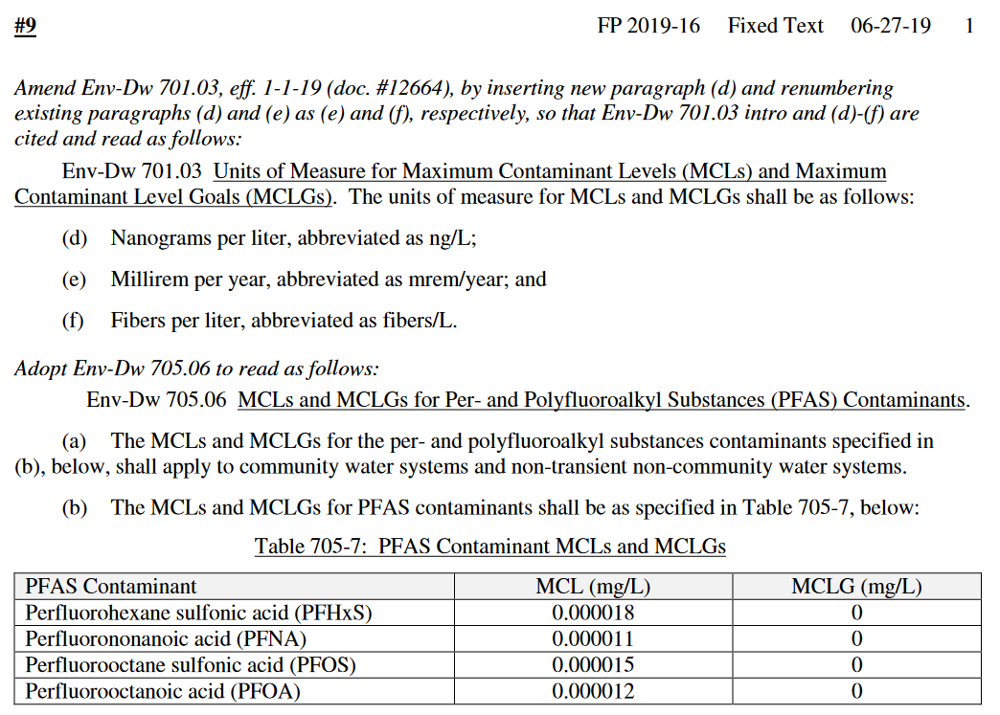 #9 FP 2019-16 Fixed Text 06-27-19 1
Amend Env-Dw 701.03, eff. 1-1-19 (doc. #12664), by inserting new paragraph (d) and renumbering
existing paragraphs (d) and (e) as (e) and (f), respectively, so that Env-Dw 701.03 intro and (d)-(f) are
cited and read as follows:
Env-Dw 701.03 Units of Measure for Maximum Contaminant Levels (MCLs) and Maximum
Contaminant Level Goals (MCLGs). The units of measure for MCLs and MCLGs shall be as follows:
(d) Nanograms per liter, abbreviated as ng/L;
(e) Millirem per year, abbreviated as mrem/year; and
(f) Fibers per liter, abbreviated as fibers/L.
Adopt Env-Dw 705.06 to read as follows:
Env-Dw 705.06 MCLs and MCLGs for Per- and Polyfluoroalkyl Substances (PFAS) Contaminants.
(a) The MCLs and MCLGs for the per- and polyfluoroalkyl substances contaminants specified in
(b), below, shall apply to community water systems and non-transient non-community water systems.
(b) The MCLs and MCLGs for PFAS contaminants shall be as specified in Table 705-7, below:
Table 705-7: PFAS Contaminant MCLs and MCLGs
PFAS Contaminant MCL (mg/L) MCLG (mg/L)
Perfluorohexane sulfonic acid (PFHxS) 0.000018 0
Perfluorononanoic acid (PFNA) 0.000011 0
Perfluorooctane sulfonic acid (PFOS) 0.000015 0
Perfluorooctanoic acid (PFOA) 0.000012 0